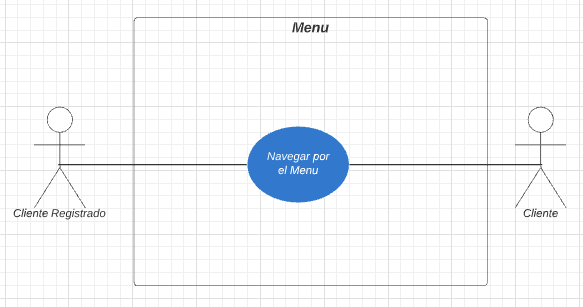 Menu
Navegar por
el Menu
Cliente Registrado
Cliente